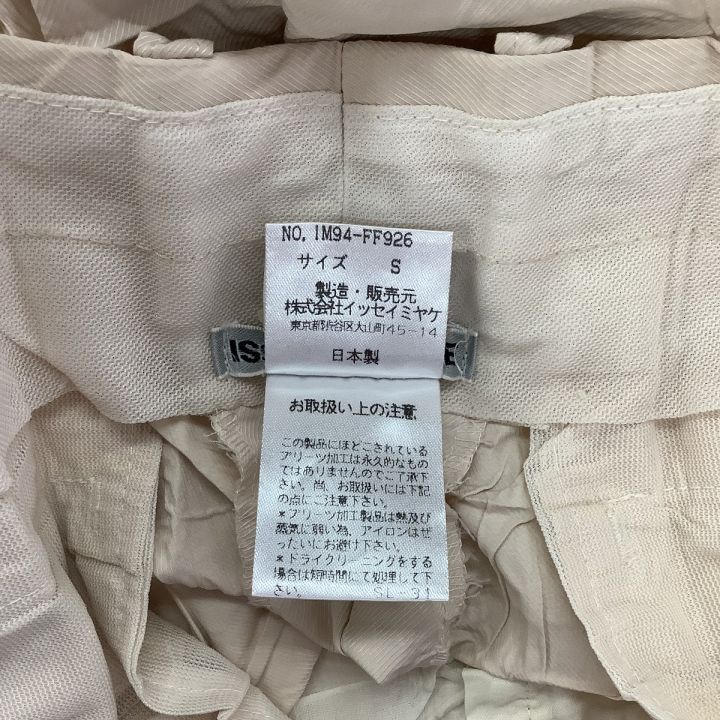 NO. IM94-FF926
サイズ S
製造・販売元
株式会社イッセイミヤケ
東京都渋谷区大山町45-14
IS
E
日本製
お取扱い上の注意
この製品にほどこされている
プリーツ加工は永久的なもの
ではありませんのでご了承下
さい。尚、お取扱いには下記
の点にご注意下さい。
*プリーツ加工製品は熱及び
蒸気に弱い為、アイロンはぜ
ったいにお避け下さい。
*ドライクリーニングをする
場合は短時間にて処理して下
さい。 SL-31